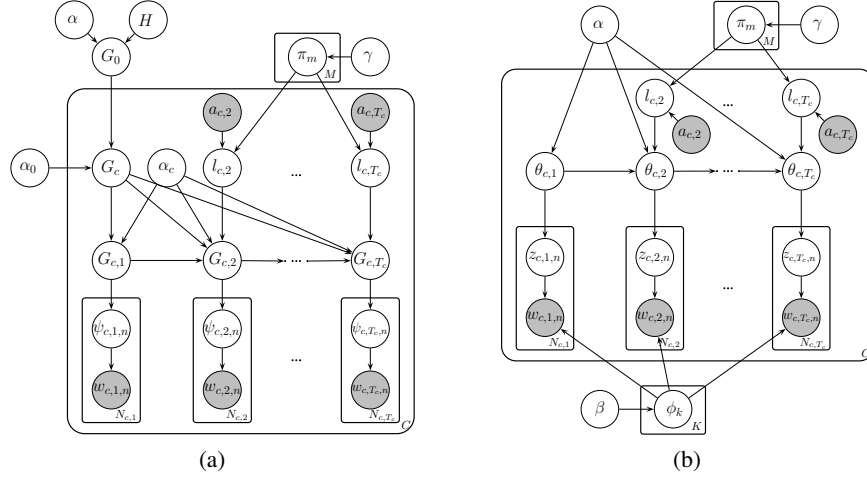 α
H
G_0
π_m
M
γ
a_{c,2}
a_{c,T_c}
α_0
G_c
α_c
l_{c,2}
...
l_{c,T_c}
G_{c,1}
G_{c,2}
... ...
G_{c,T_c}
ψ_{c,1,n}
ψ_{c,2,n}
ψ_{c,T_c,n}
...
w_{c,1,n}
w_{c,2,n}
w_{c,T_c,n}
N_{c,1}
N_{c,2}
N_{c,T_c}
C
(a)
α
π_m
M
γ
l_{c,2}
...
l_{c,T_c}
a_{c,2}
a_{c,T_c}
θ_{c,1}
θ_{c,2}
... ...
θ_{c,T_c}
z_{c,1,n}
z_{c,2,n}
z_{c,T_c,n}
...
w_{c,1,n}
w_{c,2,n}
w_{c,T_c,n}
N_{c,1}
N_{c,2}
N_{c,T_c}
C
β
φ_k
K
(b)